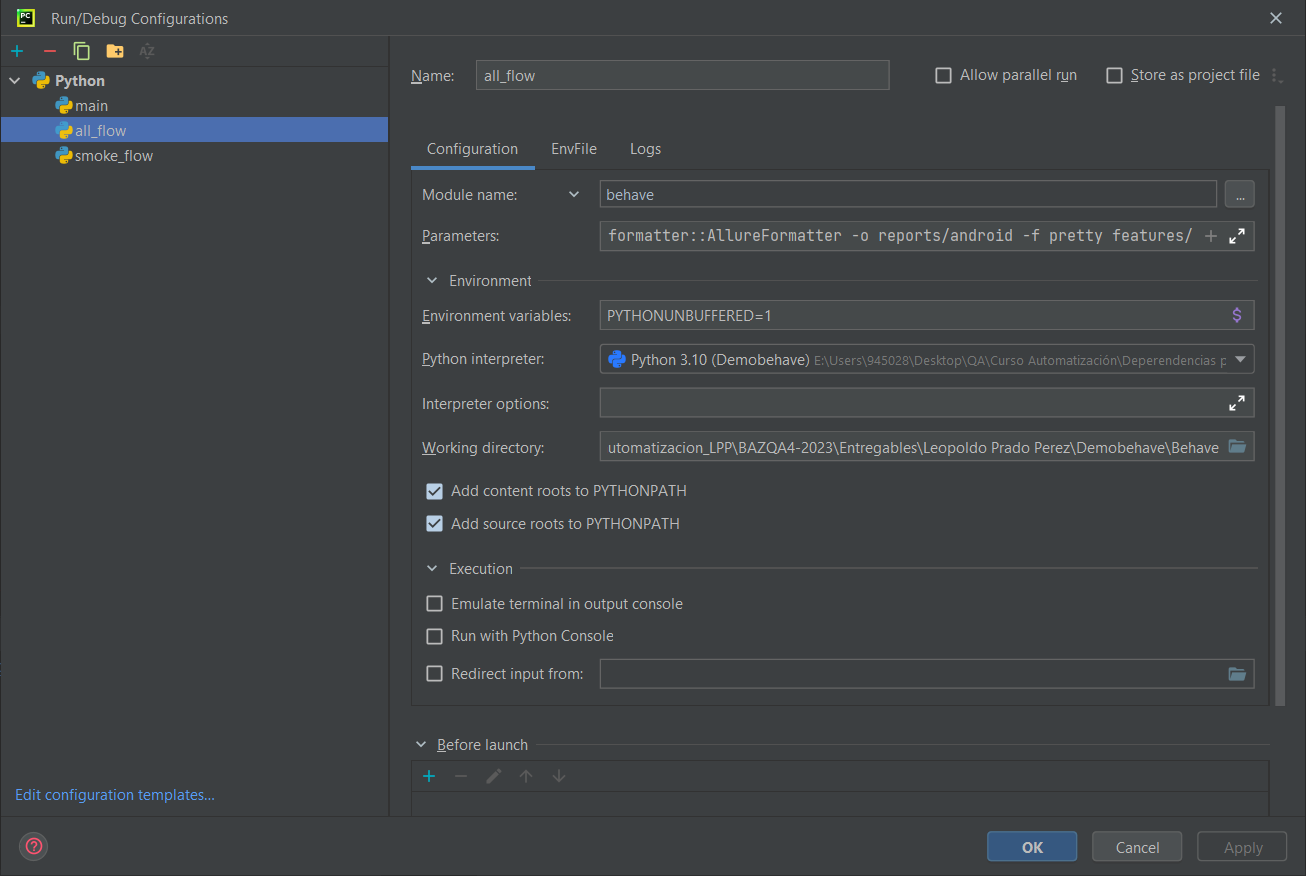 PC
Run/Debug Configurations
Python
main
all_flow
smoke_flow
Edit configuration templates...
Name: all_flow
Allow parallel run
Store as project file
Configuration EnvFile Logs
Module name: behave ...
Parameters: formatter::AllureFormatter -o reports/android -f pretty features/
Environment
Environment variables: PYTHONUNBUFFERED=1 $
Python interpreter: Python 3.10 (Demobehave) E:\Users\945028\Desktop\QA\Curso Automatización\Deperendencias p
Interpreter options:
Working directory: utomatizacion_LPP\BAZQA4-2023\Entregables\Leopoldo Prado Perez\Demobehave\Behave
Add content roots to PYTHONPATH
Add source roots to PYTHONPATH
Execution
Emulate terminal in output console
Run with Python Console
Redirect input from:
Before launch
? OK Cancel Apply